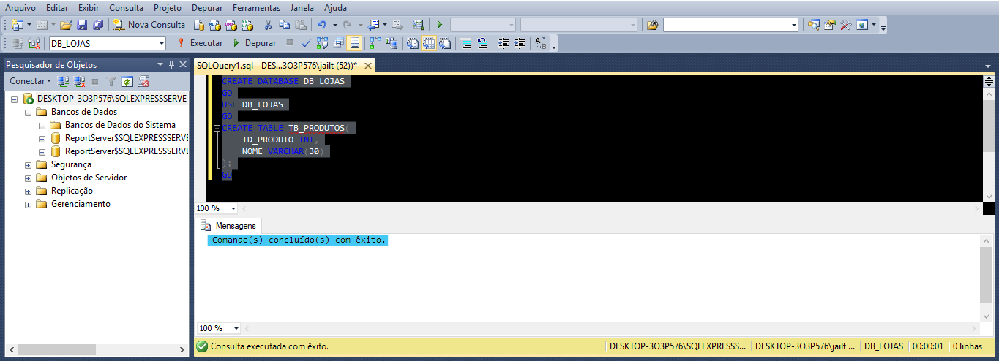 Arquivo Editar Exibir Consulta Projeto Depurar Ferramentas Janela Ajuda
Nova Consulta
DB_LOJAS Executar Depurar
Pesquisador de Objetos
Conectar
DESKTOP-3O3P576\SQLEXPRESSSERVE
Bancos de Dados
Bancos de Dados do Sistema
ReportServer$SQLEXPRESSSERVE
ReportServer$SQLEXPRESSSERVE
Segurança
Objetos de Servidor
Replicação
Gerenciamento
SQLQuery1.sql - DES...3O3P576\jailt (52))*
CREATE DATABASE DB_LOJAS
GO
USE DB_LOJAS
GO
CREATE TABLE TB_PRODUTOS(
ID_PRODUTO INT,
NOME VARCHAR(30)
);
GO
100 %
Mensagens
Comando(s) concluído(s) com êxito.
100 %
Consulta executada com êxito. DESKTOP-3O3P576\SQLEXPRESSS... DESKTOP-3O3P576\jailt ... DB_LOJAS 00:00:01 0 linhas